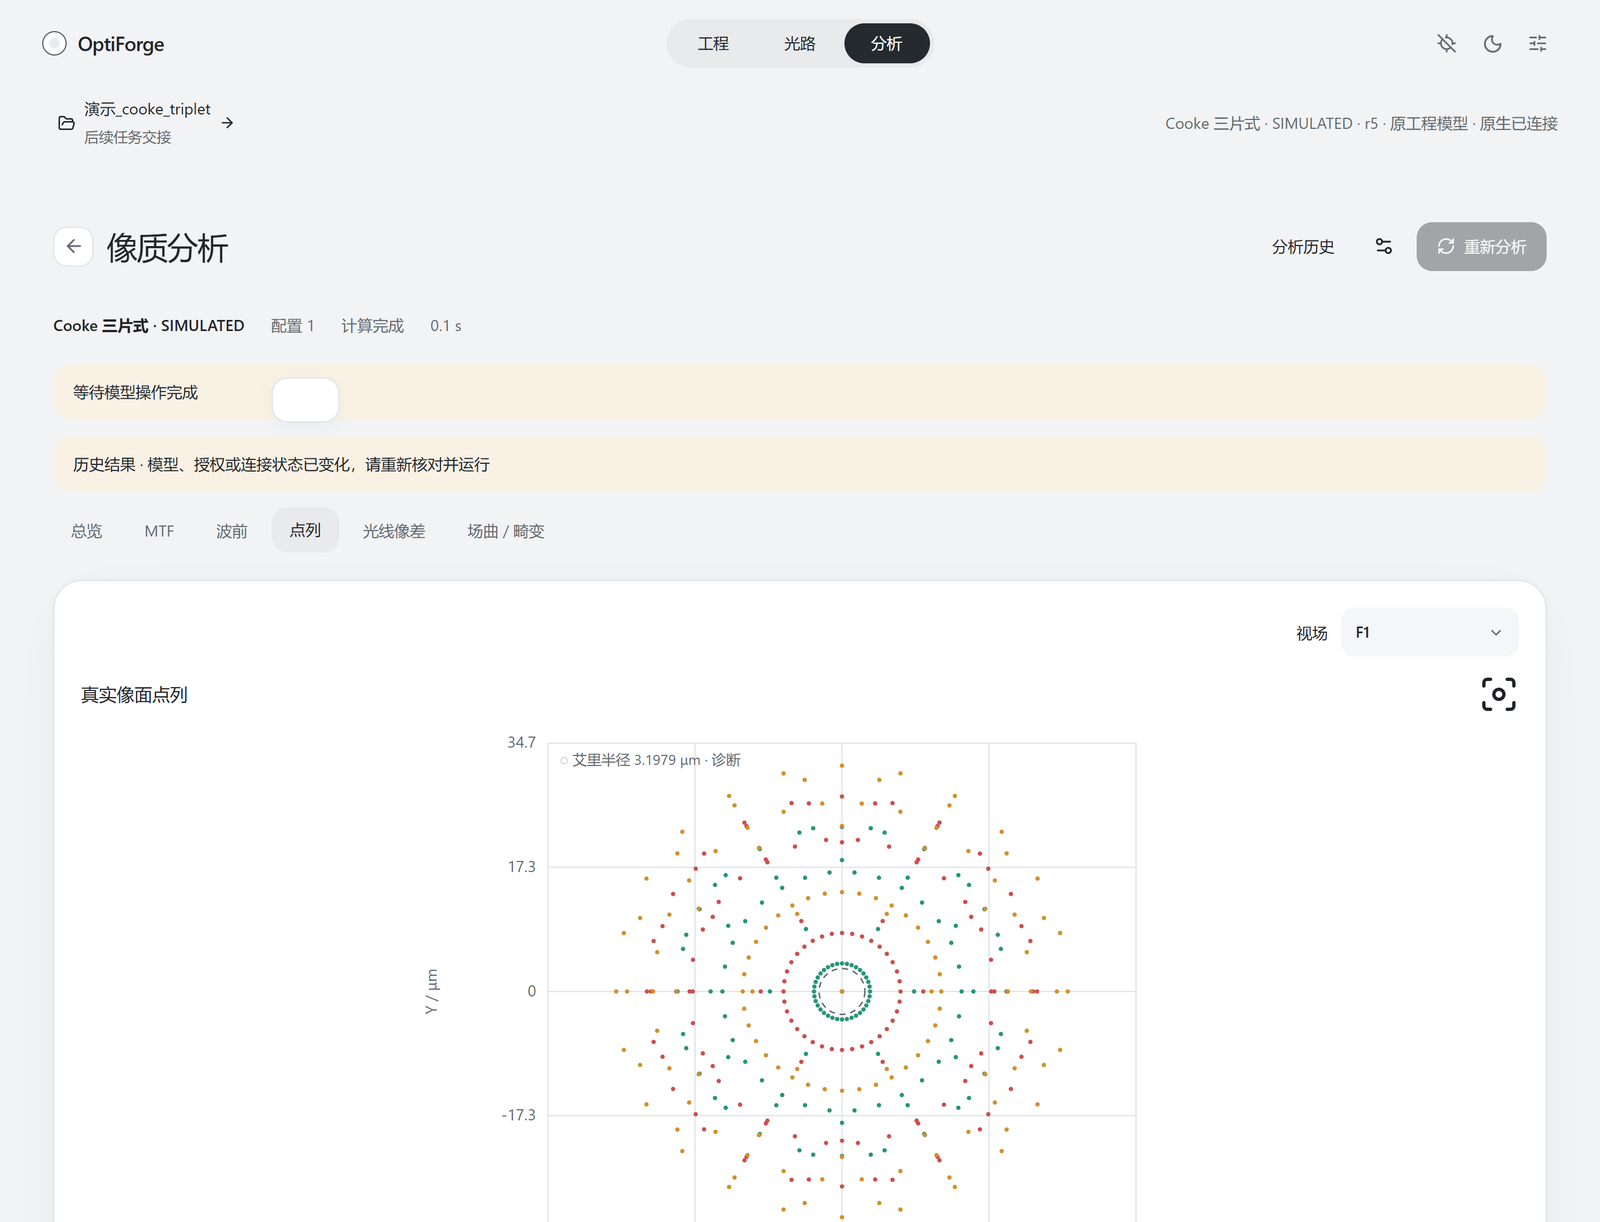 OptiForge
工程 光路 分析
演示_cooke_triplet
后续任务交接
Cooke 三片式 · SIMULATED · r5 · 原工程模型 · 原生已连接
像质分析
分析历史 重新分析
Cooke 三片式 · SIMULATED 配置 1 计算完成 0.1 s
等待模型操作完成
历史结果 · 模型、授权或连接状态已变化，请重新核对并运行
总览 MTF 波前 点列 光线像差 场曲 / 畸变
视场 F1
真实像面点列
34.7
艾里半径 3.1979 μm · 诊断
17.3
0
Y / μm
-17.3